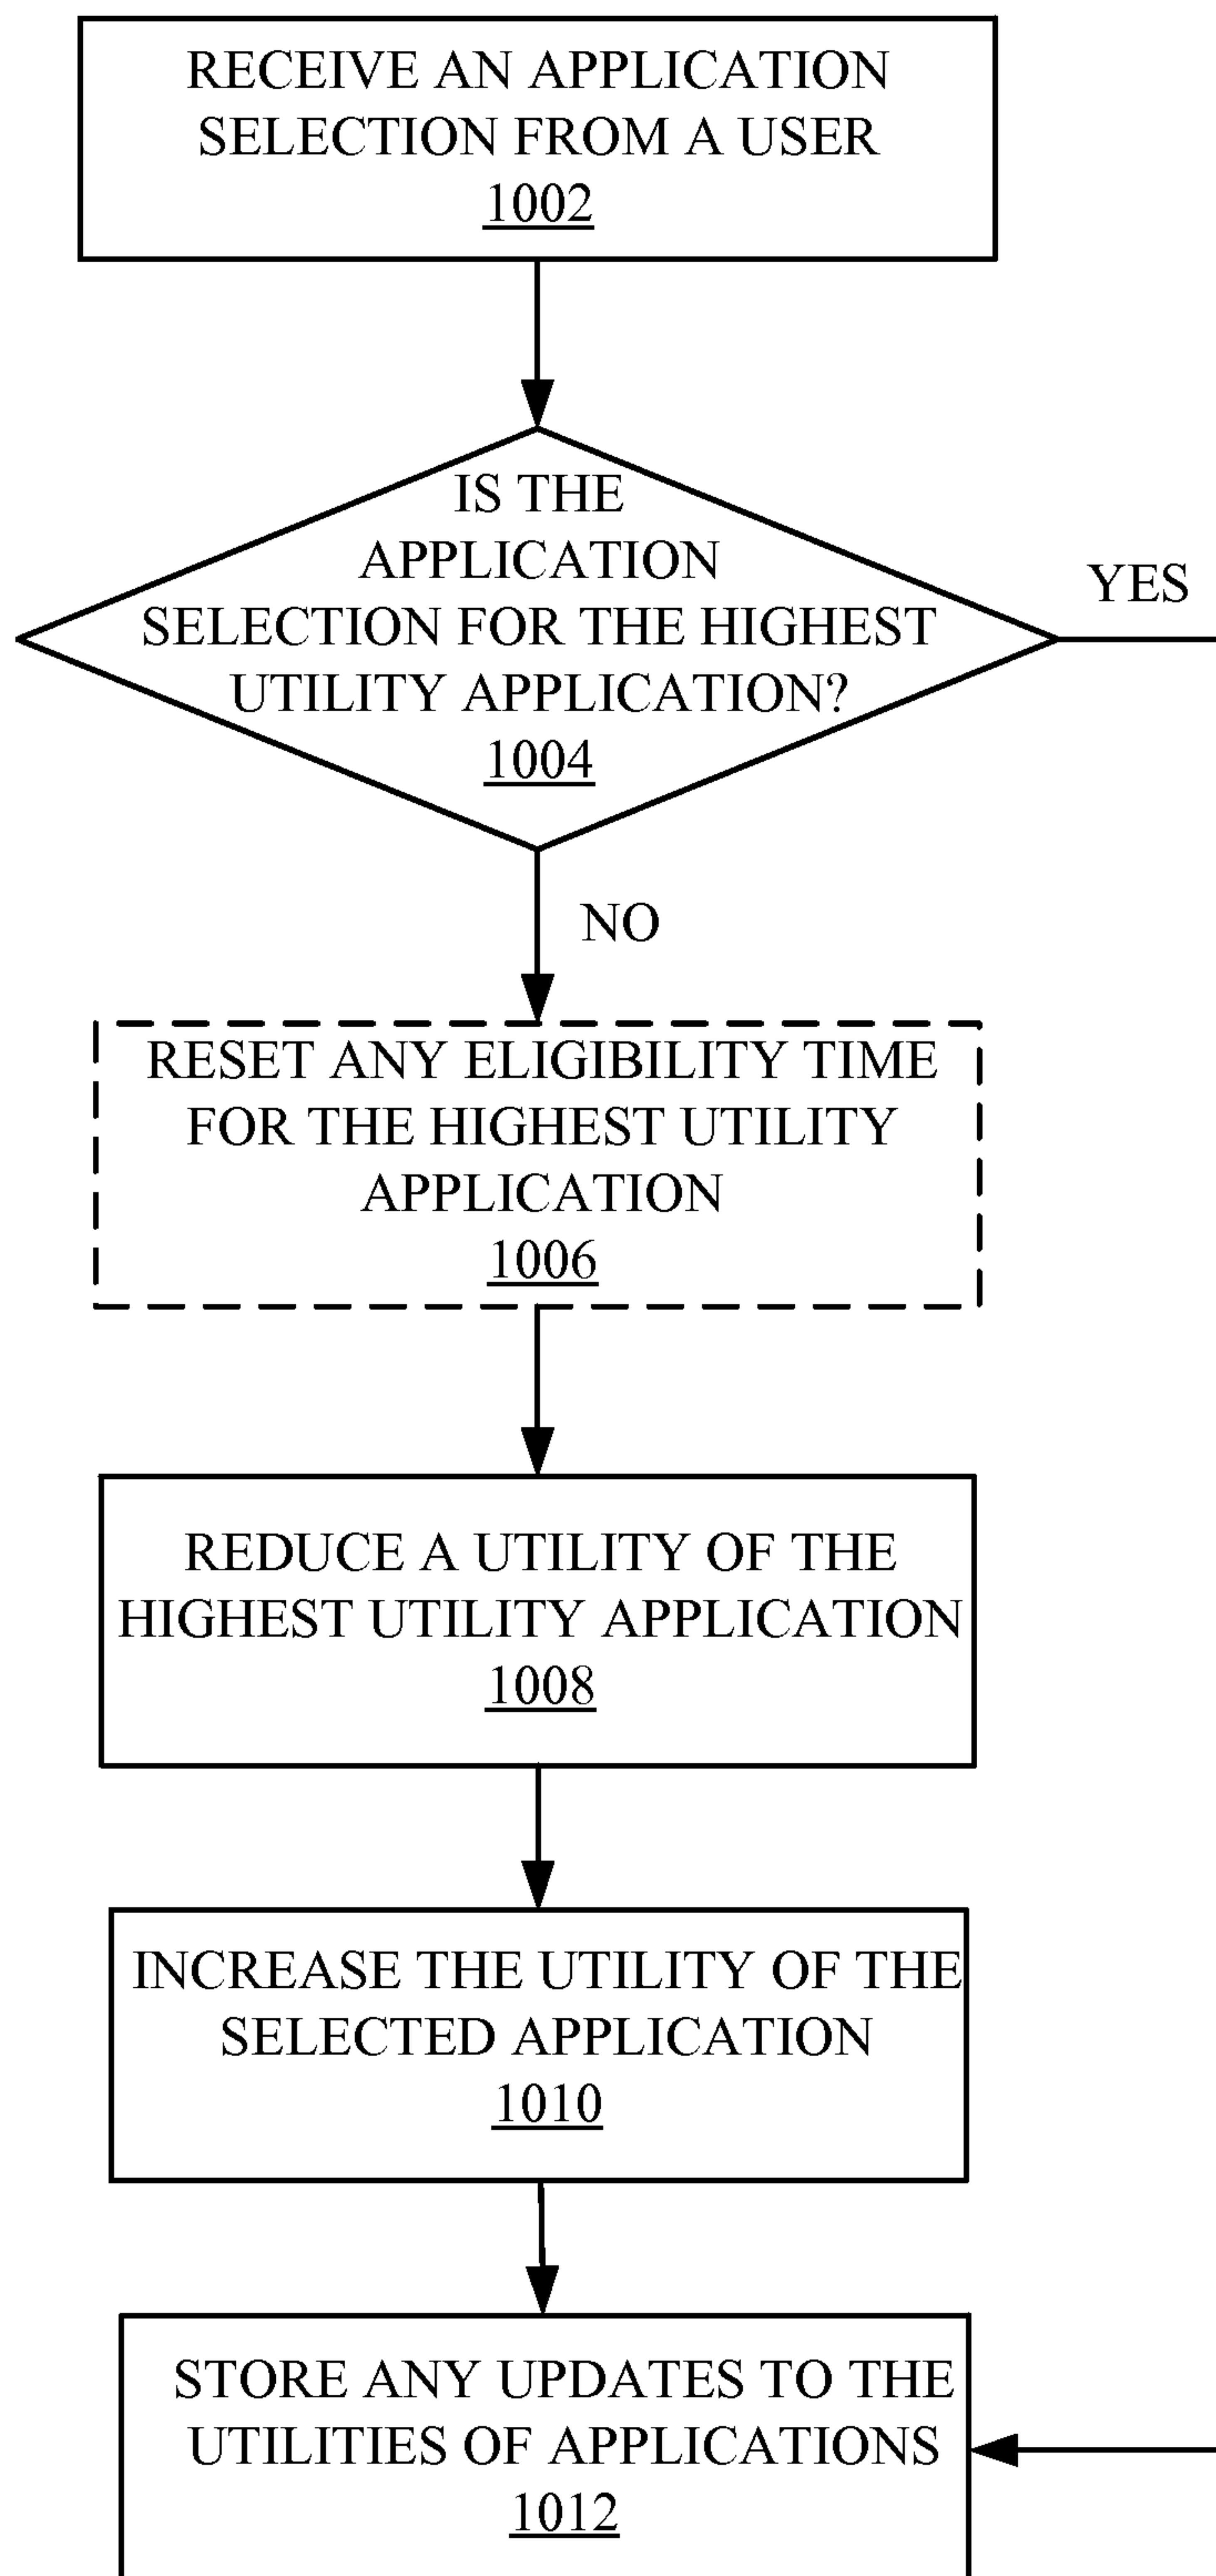 RECEIVE AN APPLICATION
SELECTION FROM A USER
1002
IS THE
APPLICATION
SELECTION FOR THE HIGHEST
UTILITY APPLICATION?
1004
YES
NO
RESET ANY ELIGIBILITY TIME
FOR THE HIGHEST UTILITY
APPLICATION
1006
REDUCE A UTILITY OF THE
HIGHEST UTILITY APPLICATION
1008
INCREASE THE UTILITY OF THE
SELECTED APPLICATION
1010
STORE ANY UPDATES TO THE
UTILITIES OF APPLICATIONS
1012